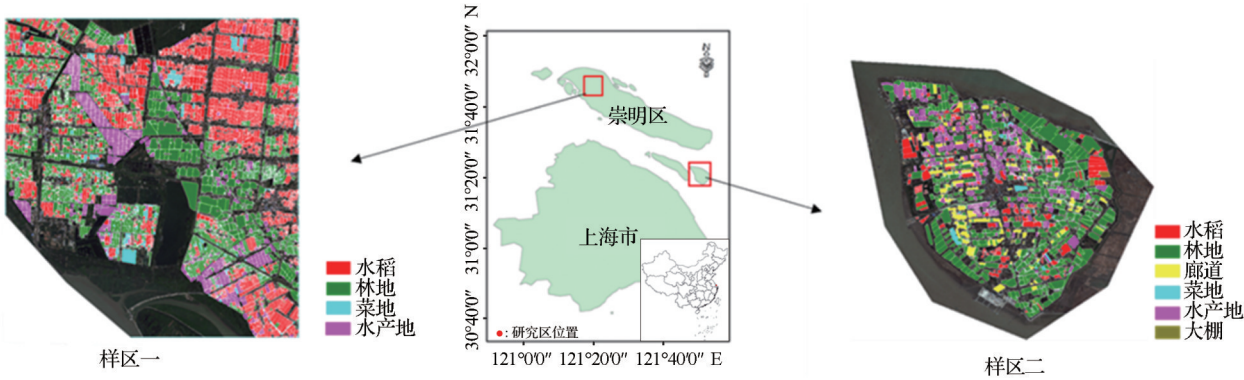 水稻
林地
菜地
水产地
样区一
N
32°00′0″
31°40′0″
31°20′0″
31°00′0″
30°40′0″
N
崇明区
上海市
●: 研究区位置
121°0′0″ 121°20′0″ 121°40′0″ E
水稻
林地
廊道
菜地
水产地
大棚
样区二